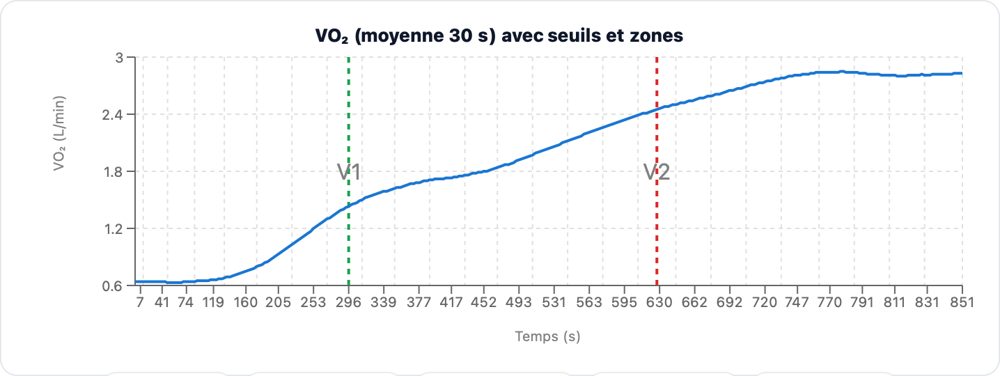 VO₂ (moyenne 30 s) avec seuils et zones
3
2.4
1.8
1.2
0.6
VO₂ (L/min)
V1
V2
7 41 74 119 160 205 253 296 339 377 417 452 493 531 563 595 630 662 692 720 747 770 791 811 831 851
Temps (s)